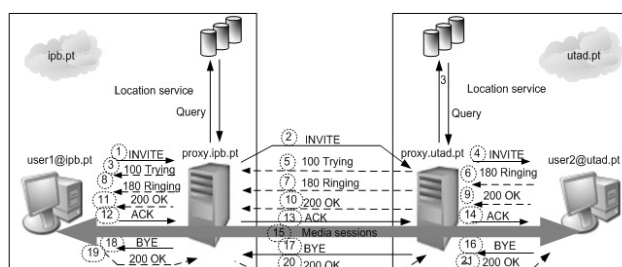 ipb.pt
utad.pt
Location service
3
Location service
Query
Query
user1@ipb.pt
1 INVITE
3 100 Trying
8 180 Ringing
11 200 OK
12 ACK
proxy.ipb.pt
2 INVITE
5 100 Trying
7 180 Ringing
10 200 OK
13 ACK
proxy.utad.pt
4 INVITE
6 180 Ringing
9 200 OK
14 ACK
user2@utad.pt
15 Media sessions
18 BYE
19 200 OK
17 BYE
20 200 OK
16 BYE
21 200 OK